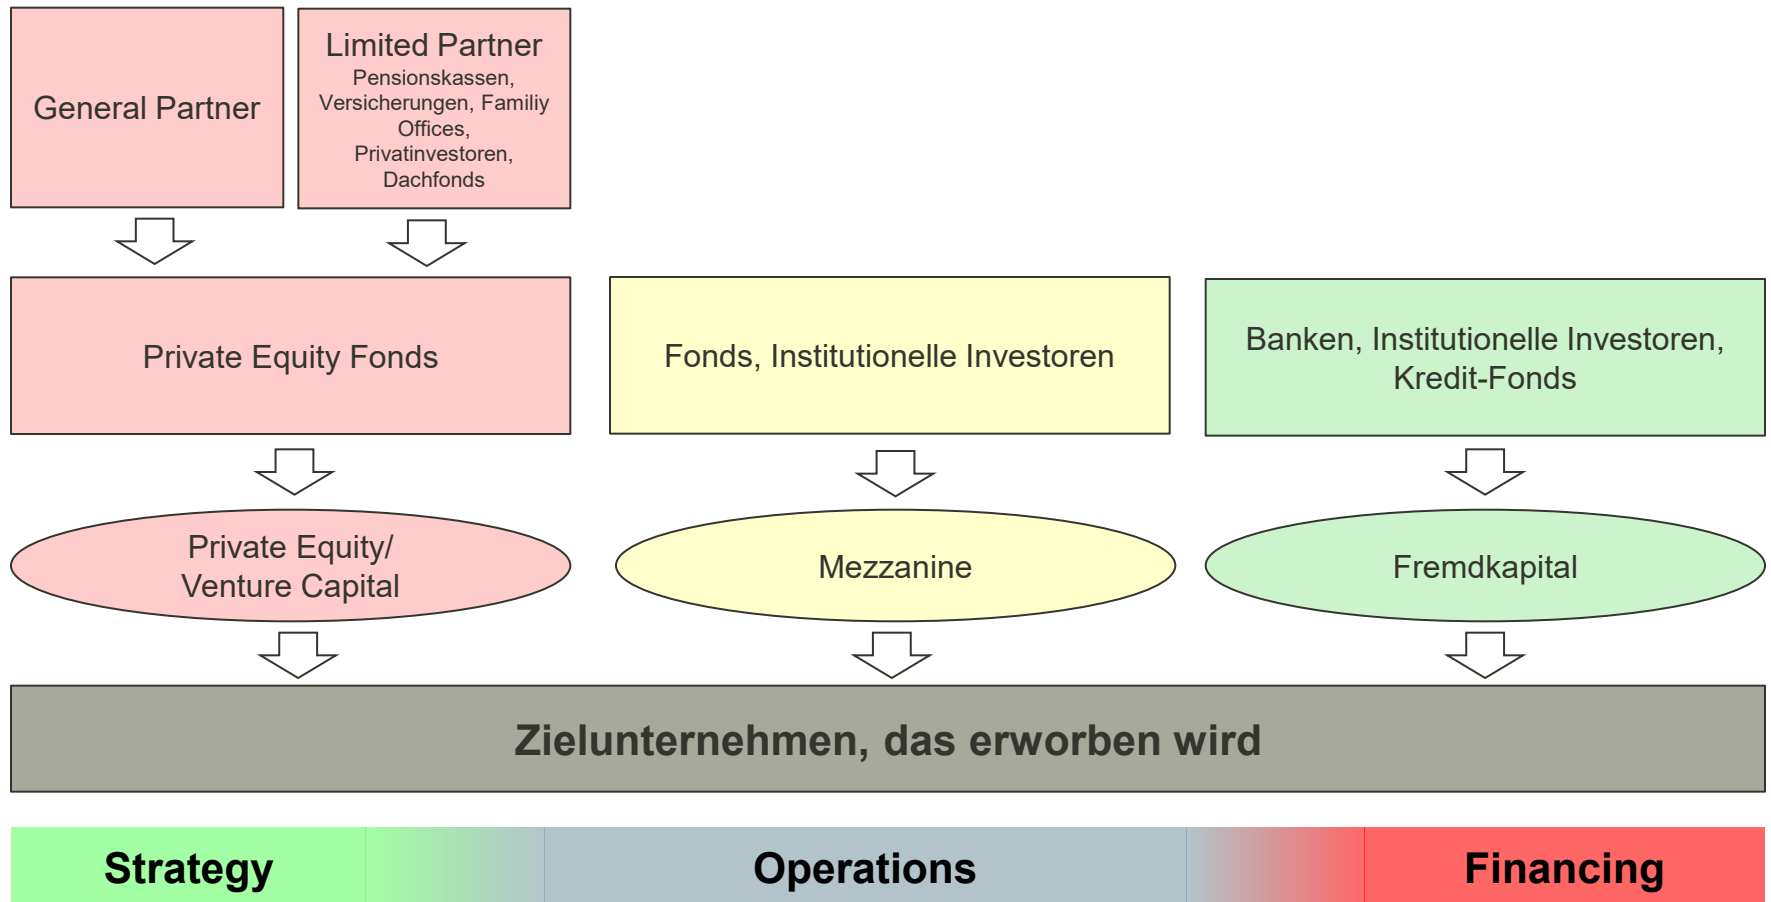 General Partner
Limited Partner
Pensionskassen,
Versicherungen, Familiy
Offices,
Privatinvestoren,
Dachfonds
Private Equity Fonds
Fonds, Institutionelle Investoren
Banken, Institutionelle Investoren,
Kredit-Fonds
Private Equity/
Venture Capital
Mezzanine
Fremdkapital
Zielunternehmen, das erworben wird
Strategy
Operations
Financing